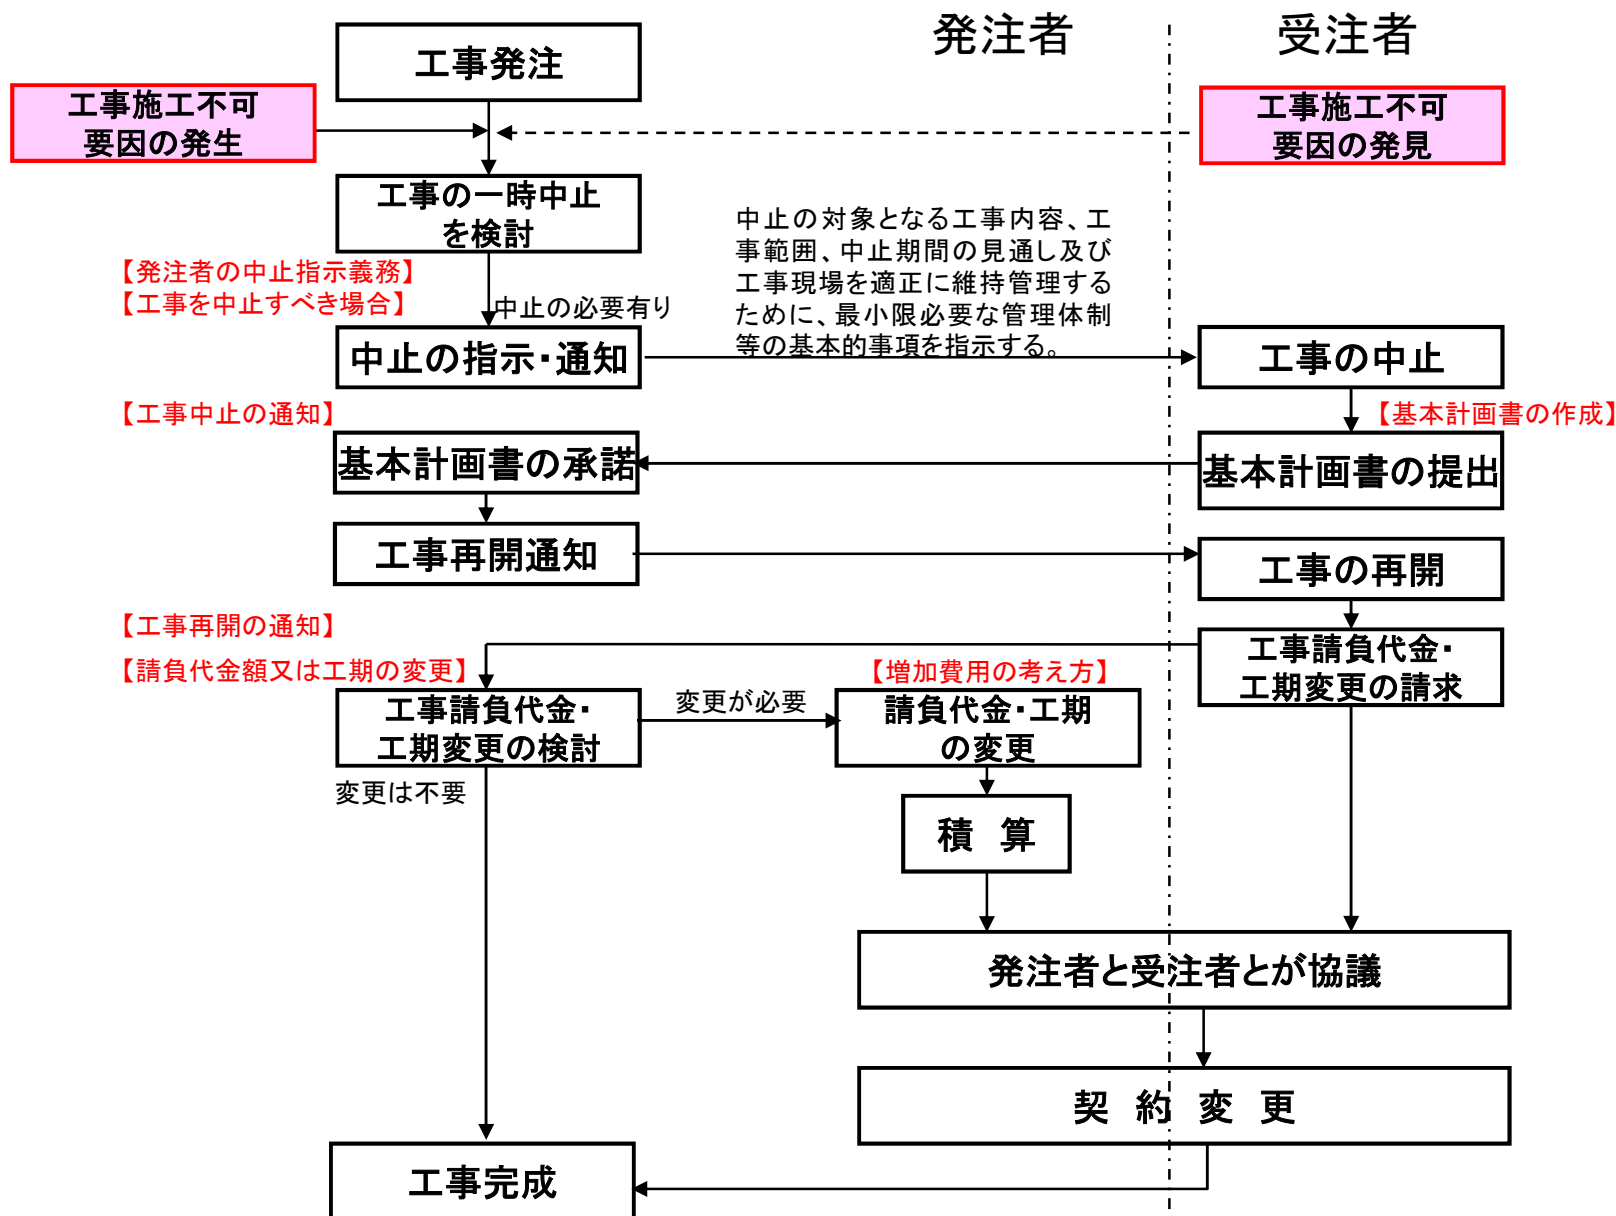 発注者
受注者
工事発注
工事施工不可
要因の発生
工事施工不可
要因の発見
工事の一時中止
を検討
中止の対象となる工事内容、工
事範囲、中止期間の見通し及び
工事現場を適正に維持管理する
ために、最小限必要な管理体制
等の基本的事項を指示する。
【発注者の中止指示義務】
【工事を中止すべき場合】
中止の必要有り
中止の指示・通知
工事の中止
【工事中止の通知】
【基本計画書の作成】
基本計画書の承諾
基本計画書の提出
工事再開通知
工事の再開
【工事再開の通知】
【請負代金額又は工期の変更】
【増加費用の考え方】
工事請負代金・
工期変更の請求
工事請負代金・
工期変更の検討
変更が必要
請負代金・工期
の変更
変更は不要
積 算
発注者と受注者とが協議
契 約 変 更
工事完成